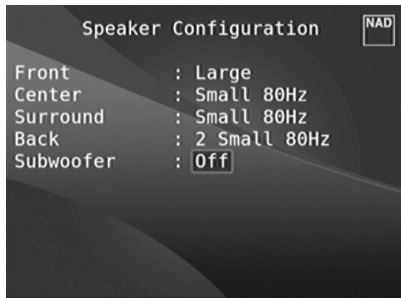 Speaker Configuration
NAD
Front : Large
Center : Small 80Hz
Surround : Small 80Hz
Back : 2 Small 80Hz
Subwoofer : Off